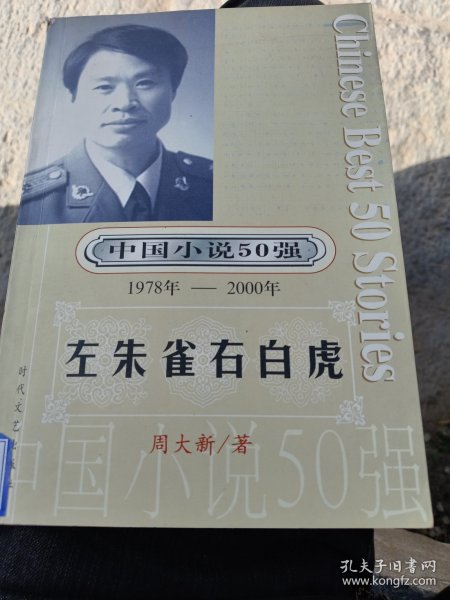 Chinese Best 50 Stories
中国小说50强
1978年 — 2000年
左朱雀右白虎
时代文艺
周大新/著
中国小说50强
孔夫子旧书网
www.kongfz.com